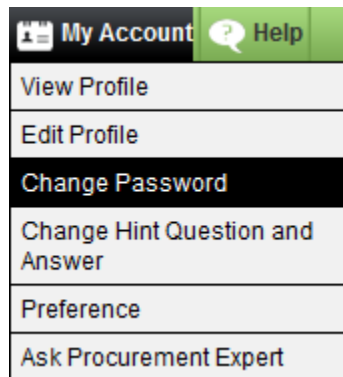 My Account Help
View Profile
Edit Profile
Change Password
Change Hint Question and
Answer
Preference
Ask Procurement Expert